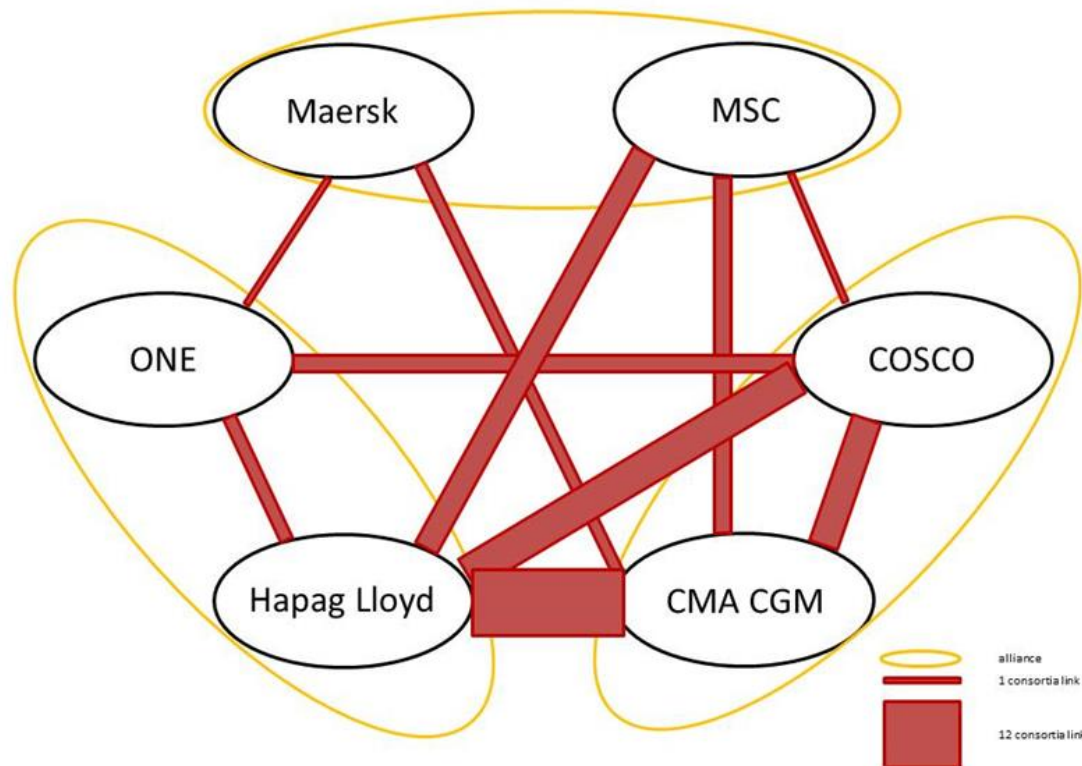 Maersk
MSC
ONE
COSCO
Hapag Lloyd
CMA CGM
alliance
1 consortia link
12 consortia link